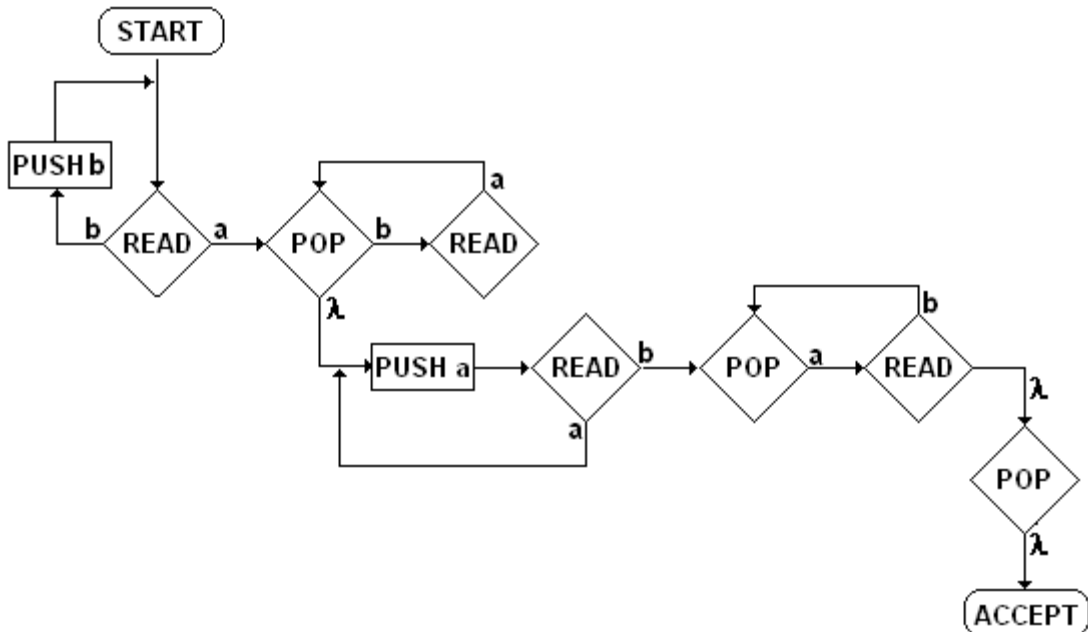 START
PUSH b
b READ a POP b READ a
λ
PUSH a READ b POP a READ b
a
λ
POP
λ
ACCEPT